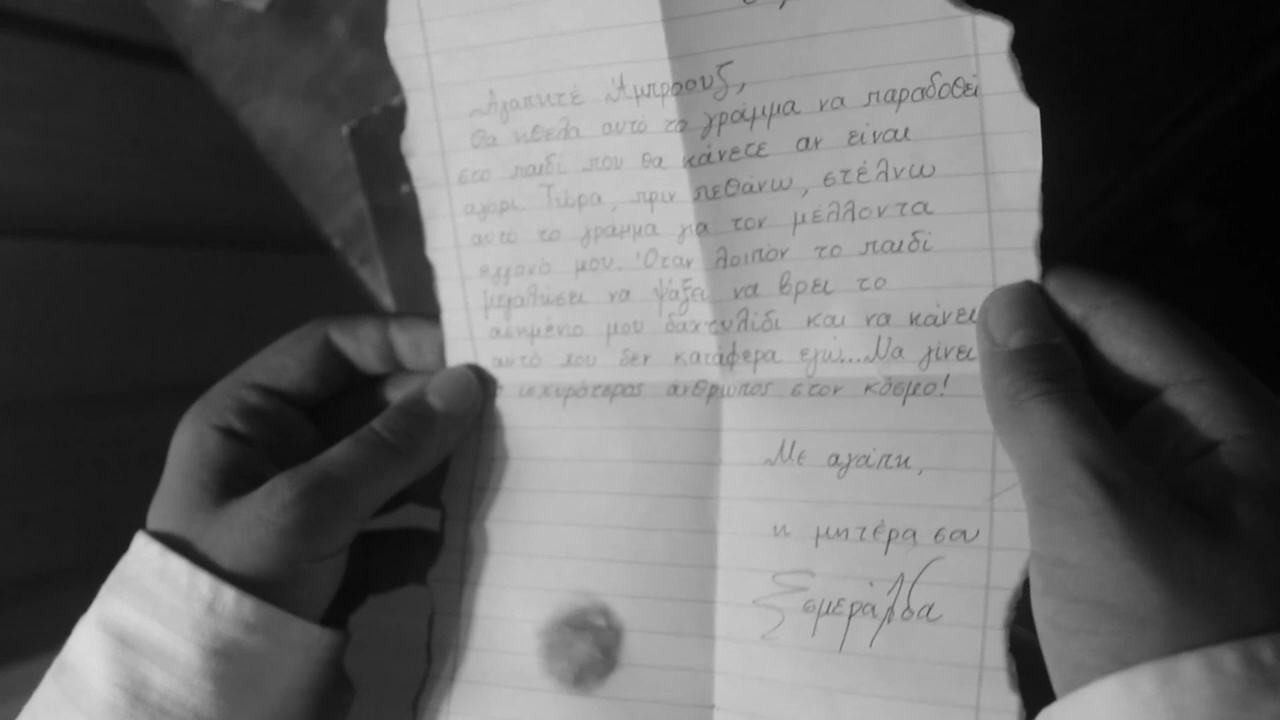 Αγαπητέ Άμπροουζ,
θα ήθελα αυτό το γράμμα να παραδοθεί
στο παιδί που θα κάνετε αν είναι
αγόρι. Τώρα, πριν πεθάνω, στέλνω
αυτό το γράμμα για τον μέλλοντα
εγγονό μου. Όταν λοιπόν το παιδί
μεγαλώσει να ψάξει να βρει το
ασημένιο μου δαχτυλίδι και να κάνει
αυτό που δεν κατάφερα εγώ...Να γίνει
ισχυρότερος άνθρωπος στον κόσμο!
Με αγάπη,
η μητέρα σου
Εσμεράλδα